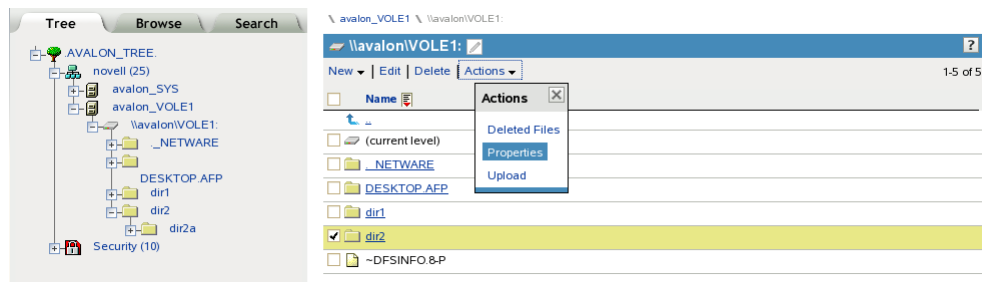 Tree Browse Search
.AVALON_TREE.
novell (25)
avalon_SYS
avalon_VOLE1
\\avalon\VOLE1:
._NETWARE
DESKTOP.AFP
dir1
dir2
dir2a
Security (10)
\ avalon_VOLE1 \ \\avalon\VOLE1:
\\avalon\VOLE1: ?
New | Edit | Delete | Actions 1-5 of 5
Name
..
(current level)
._NETWARE
DESKTOP.AFP
dir1
dir2
~DFSINFO.8-P
Actions
Deleted Files
Properties
Upload